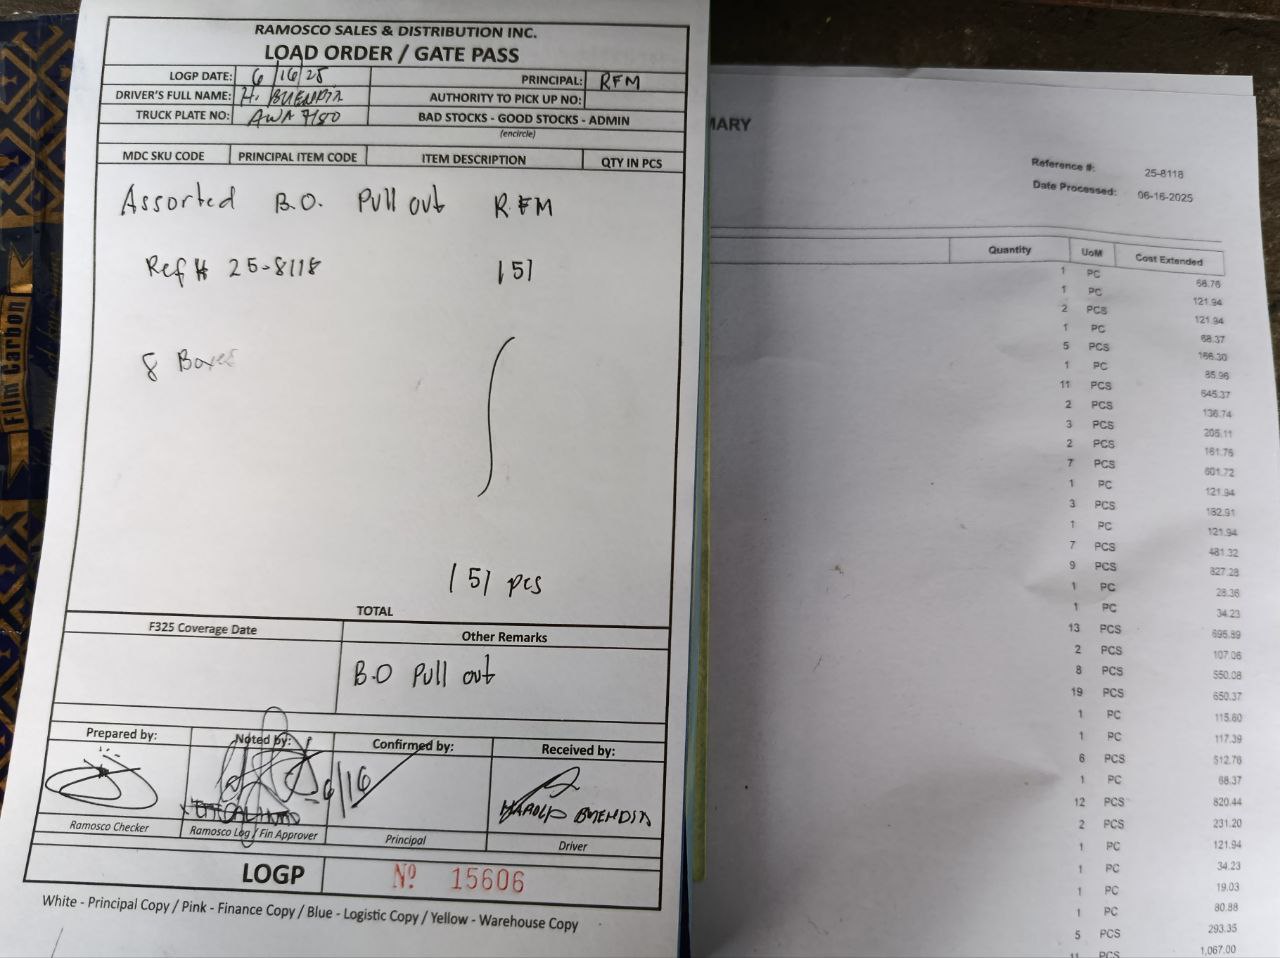 RAMOSCO SALES & DISTRIBUTION INC.
LOAD ORDER / GATE PASS
LOGP DATE: 6/16/25 PRINCIPAL: RFM
DRIVER'S FULL NAME: H. BUENDIA AUTHORITY TO PICK UP NO:
TRUCK PLATE NO: AWA 7180 BAD STOCKS - GOOD STOCKS - ADMIN
(encircle)
MDC SKU CODE PRINCIPAL ITEM CODE ITEM DESCRIPTION QTY IN PCS
Assorted B.O. Pull out RFM
Ref # 25-8118 151
8 Boxes
151 pcs
TOTAL
F325 Coverage Date Other Remarks
B.O Pull out
Prepared by: Noted by: Confirmed by: Received by:
6/16
HAROLD BUENDIA
Ramosco Checker Ramosco Log / Fin Approver Principal Driver
LOGP Nº 15606
White - Principal Copy / Pink - Finance Copy / Blue - Logistic Copy / Yellow - Warehouse Copy
Film Carbon
MARY
Reference #: 25-8118
Date Processed: 06-16-2025
Quantity UoM Cost Extended
1 PC 68.76
1 PC 121.94
2 PCS 121.94
1 PC 68.37
5 PCS 166.30
1 PC 85.96
11 PCS 645.37
2 PCS 136.74
3 PCS 205.11
2 PCS 161.76
7 PCS 601.72
1 PC 121.94
3 PCS 182.91
1 PC 121.94
7 PCS 481.32
9 PCS 827.28
1 PC 28.36
1 PC 34.23
13 PCS 695.89
2 PCS 107.06
8 PCS 550.08
19 PCS 650.37
1 PC 115.60
1 PC 117.39
6 PCS 512.76
1 PC 68.37
12 PCS 820.44
2 PCS 231.20
1 PC 121.94
1 PC 34.23
1 PC 19.03
1 PC 80.88
5 PCS 293.35
11 PCS 1,067.00